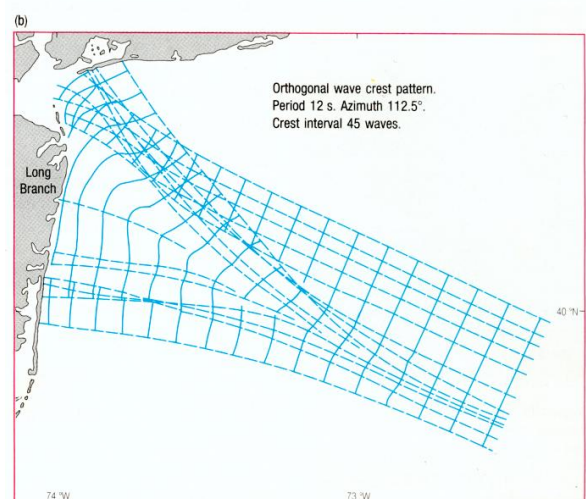 (b)
Orthogonal wave crest pattern.
Period 12 s. Azimuth 112.5°.
Crest interval 45 waves.
Long
Branch
40 °N
74 °W
73 °W